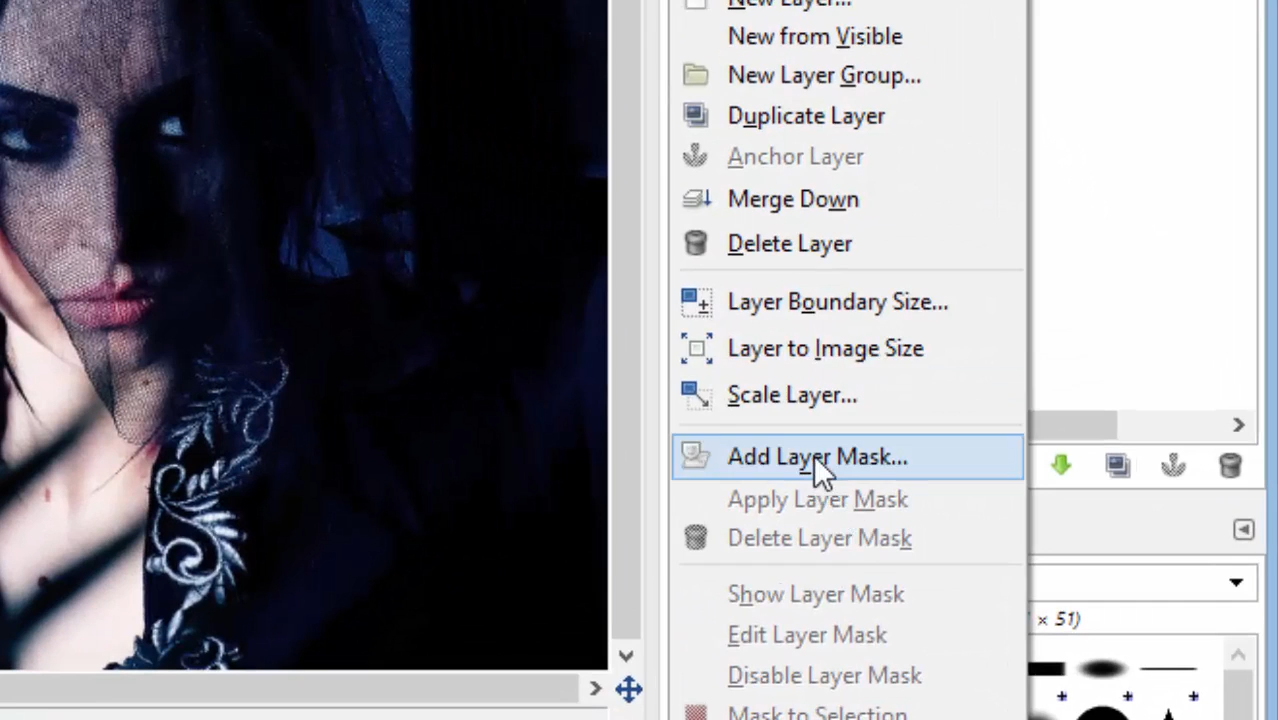 New Layer...
New from Visible
New Layer Group...
Duplicate Layer
Anchor Layer
Merge Down
Delete Layer
Layer Boundary Size...
Layer to Image Size
Scale Layer...
Add Layer Mask...
Apply Layer Mask
Delete Layer Mask
Show Layer Mask
× 51)
Edit Layer Mask
Disable Layer Mask
Mask to Selection